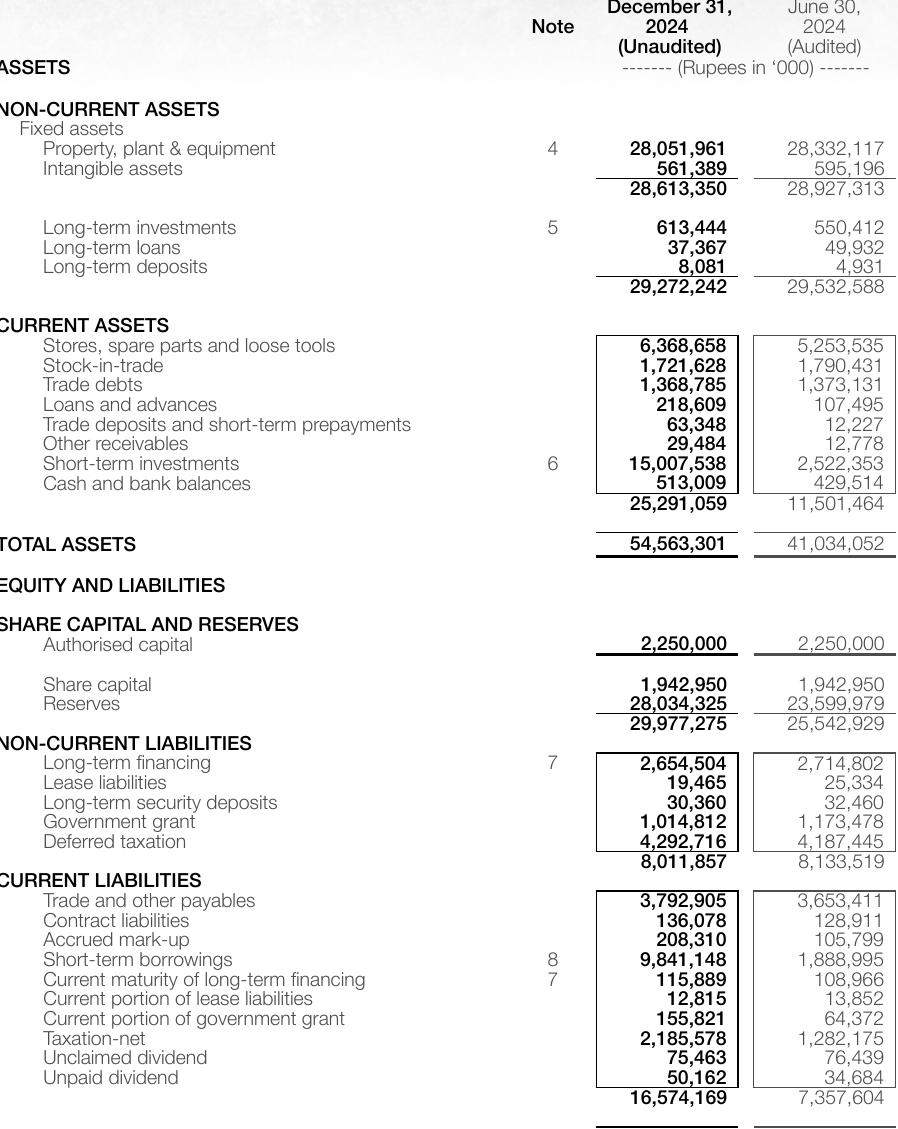 Note December 31, 2024 (Unaudited) June 30, 2024 (Audited)
ASSETS ------- (Rupees in ‘000) -------
NON-CURRENT ASSETS
Fixed assets
Property, plant & equipment 4 28,051,961 28,332,117
Intangible assets 561,389 595,196
28,613,350 28,927,313
Long-term investments 5 613,444 550,412
Long-term loans 37,367 49,932
Long-term deposits 8,081 4,931
29,272,242 29,532,588
CURRENT ASSETS
Stores, spare parts and loose tools 6,368,658 5,253,535
Stock-in-trade 1,721,628 1,790,431
Trade debts 1,368,785 1,373,131
Loans and advances 218,609 107,495
Trade deposits and short-term prepayments 63,348 12,227
Other receivables 29,484 12,778
Short-term investments 6 15,007,538 2,522,353
Cash and bank balances 513,009 429,514
25,291,059 11,501,464
TOTAL ASSETS 54,563,301 41,034,052
EQUITY AND LIABILITIES
SHARE CAPITAL AND RESERVES
Authorised capital 2,250,000 2,250,000
Share capital 1,942,950 1,942,950
Reserves 28,034,325 23,599,979
29,977,275 25,542,929
NON-CURRENT LIABILITIES
Long-term financing 7 2,654,504 2,714,802
Lease liabilities 19,465 25,334
Long-term security deposits 30,360 32,460
Government grant 1,014,812 1,173,478
Deferred taxation 4,292,716 4,187,445
8,011,857 8,133,519
CURRENT LIABILITIES
Trade and other payables 3,792,905 3,653,411
Contract liabilities 136,078 128,911
Accrued mark-up 208,310 105,799
Short-term borrowings 8 9,841,148 1,888,995
Current maturity of long-term financing 7 115,889 108,966
Current portion of lease liabilities 12,815 13,852
Current portion of government grant 155,821 64,372
Taxation-net 2,185,578 1,282,175
Unclaimed dividend 75,463 76,439
Unpaid dividend 50,162 34,684
16,574,169 7,357,604